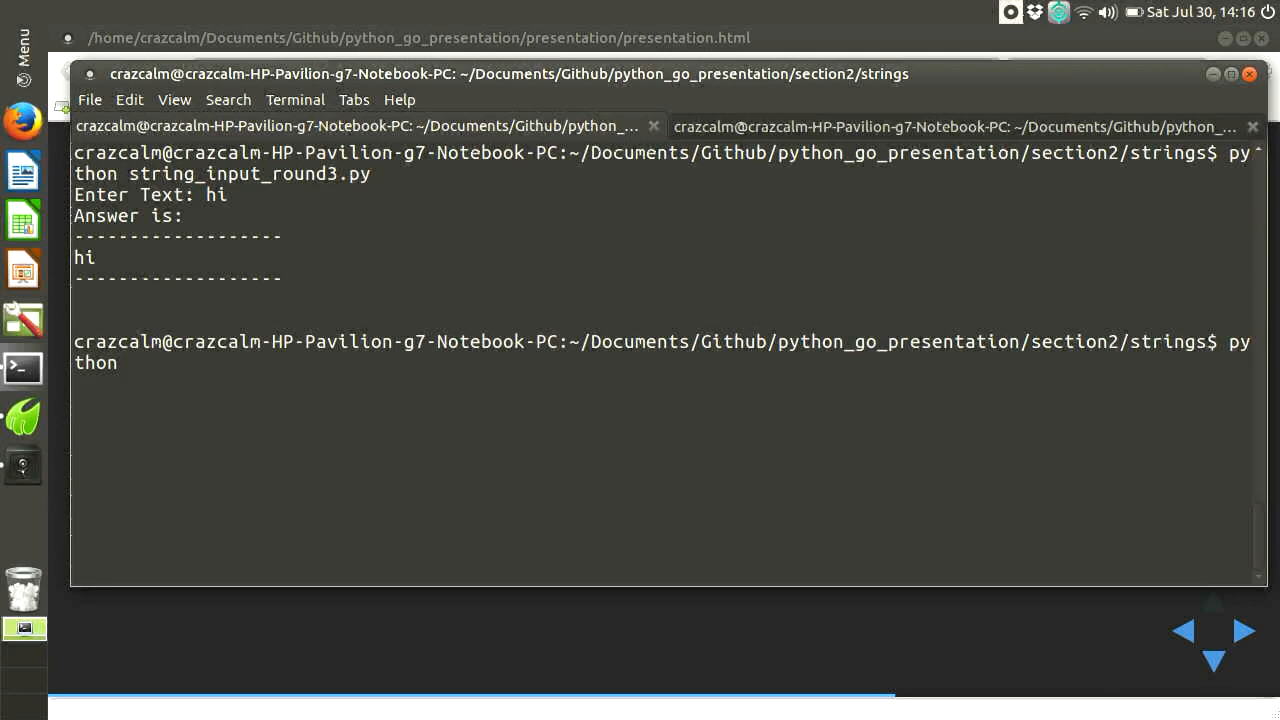 Sat Jul 30, 14:16
Menu
/home/crazcalm/Documents/Github/python_go_presentation/presentation/presentation.html
crazcalm@crazcalm-HP-Pavilion-g7-Notebook-PC: ~/Documents/Github/python_go_presentation/section2/strings
File Edit View Search Terminal Tabs Help
crazcalm@crazcalm-HP-Pavilion-g7-Notebook-PC: ~/Documents/Github/python_... crazcalm@crazcalm-HP-Pavilion-g7-Notebook-PC: ~/Documents/Github/python_...
crazcalm@crazcalm-HP-Pavilion-g7-Notebook-PC:~/Documents/Github/python_go_presentation/section2/strings$ py
thon string_input_round3.py
Enter Text: hi
Answer is:
-------------------
hi
-------------------
crazcalm@crazcalm-HP-Pavilion-g7-Notebook-PC:~/Documents/Github/python_go_presentation/section2/strings$ py
thon